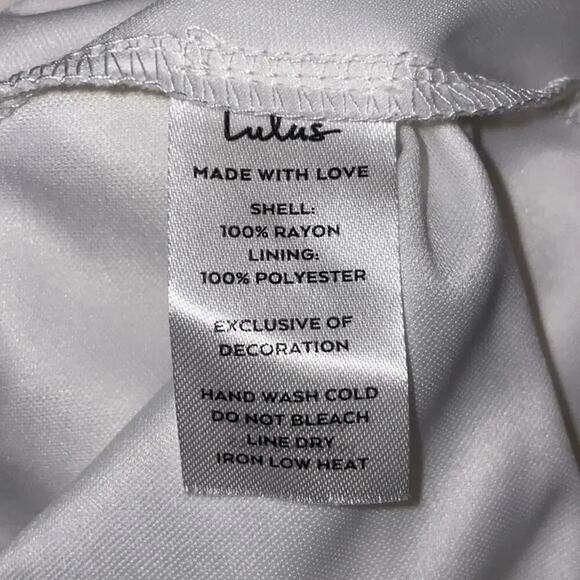 Lulus
MADE WITH LOVE
SHELL:
100% RAYON
LINING:
100% POLYESTER
EXCLUSIVE OF
DECORATION
HAND WASH COLD
DO NOT BLEACH
LINE DRY
IRON LOW HEAT